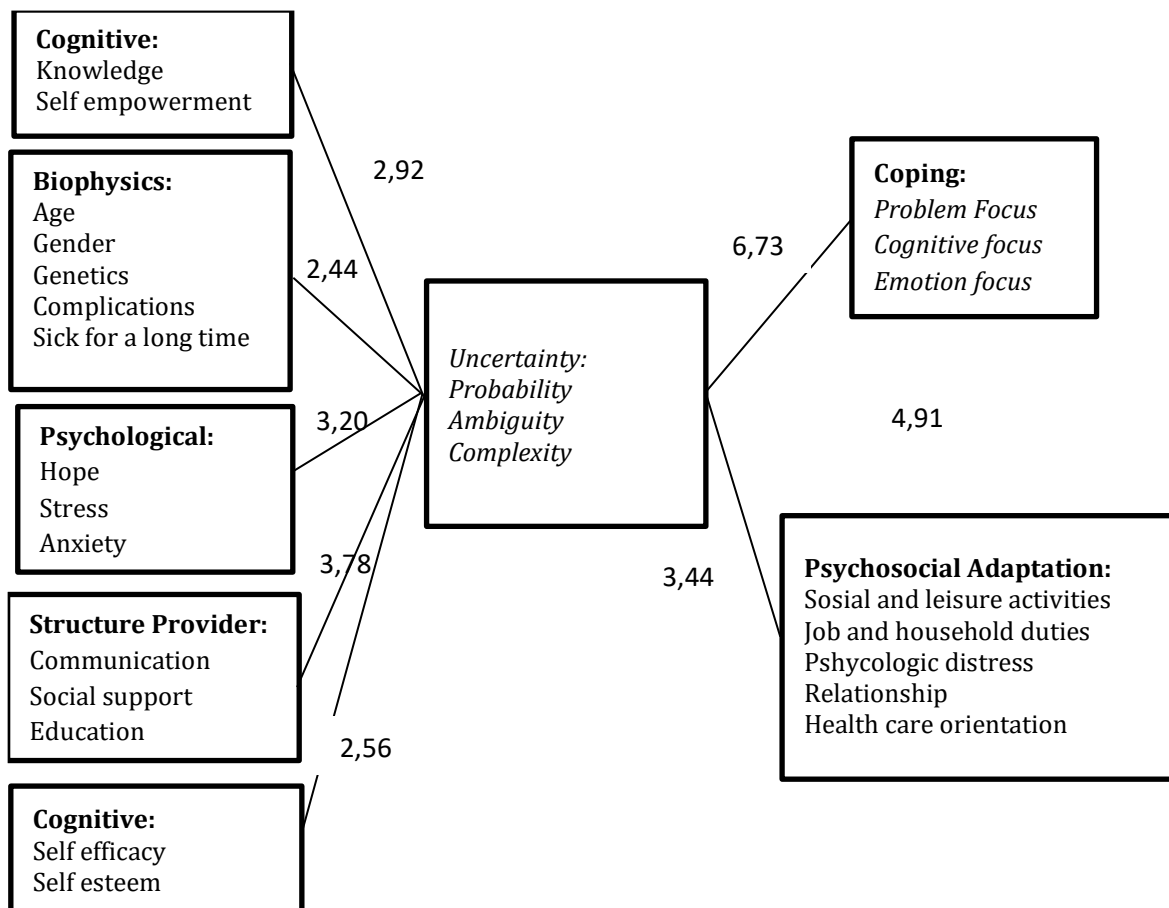 Cognitive:
Knowledge
Self empowerment
2,92
Biophysics:
Age
Gender
Genetics
Complications
Sick for a long time
2,44
Psychological:
Hope
Stress
Anxiety
3,20
Structure Provider:
Communication
Social support
Education
3,78
Cognitive:
Self efficacy
Self esteem
2,56
Uncertainty:
Probability
Ambiguity
Complexity
6,73
Coping:
Problem Focus
Cognitive focus
Emotion focus
4,91
3,44
Psychosocial Adaptation:
Sosial and leisure activities
Job and household duties
Pshycologic distress
Relationship
Health care orientation